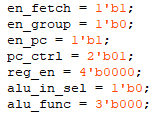 en_fetch = 1'b1;
en_group = 1'b0;
en_pc = 1'b1;
pc_ctrl = 2'b01;
reg_en = 4'b0000;
alu_in_sel = 1'b0;
alu_func = 3'b000;